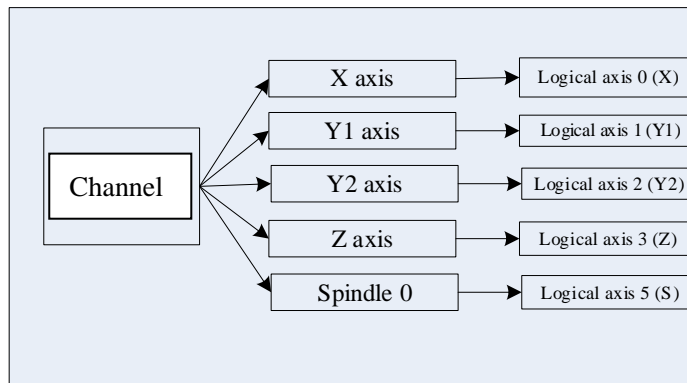 Channel
X axis
Logical axis 0 (X)
Y1 axis
Logical axis 1 (Y1)
Y2 axis
Logical axis 2 (Y2)
Z axis
Logical axis 3 (Z)
Spindle 0
Logical axis 5 (S)